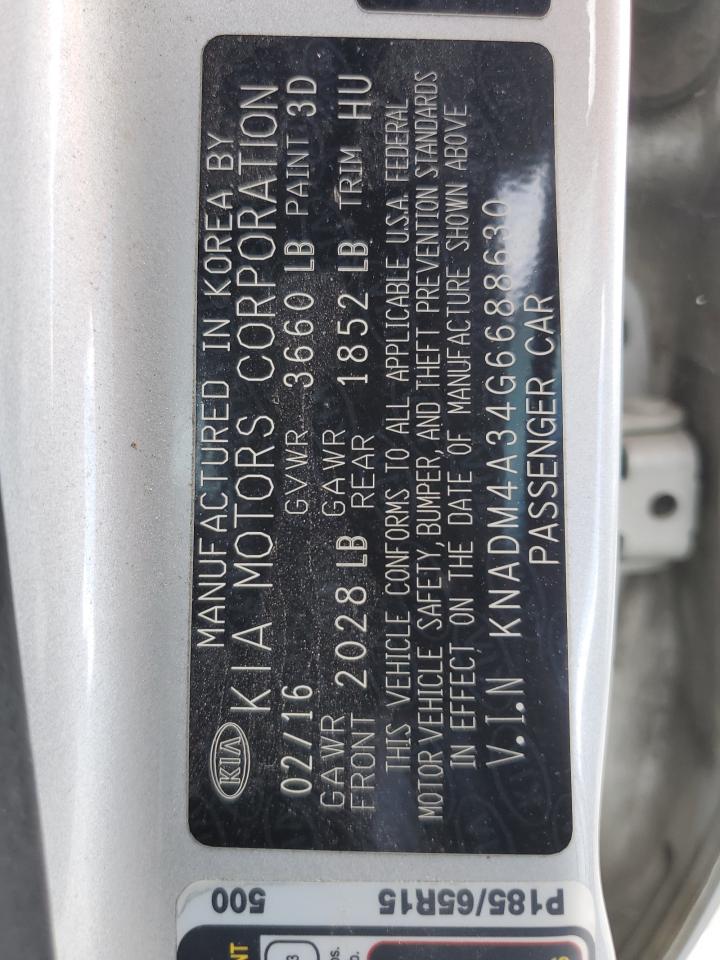 MANUFACTURED IN KOREA BY
KIA KIA MOTORS CORPORATION
02/16 GVWR 3660 LB PAINT 3D
GAWR FRONT 2028 LB GAWR REAR 1852 LB TRIM HU
THIS VEHICLE CONFORMS TO ALL APPLICABLE U.S.A. FEDERAL
MOTOR VEHICLE SAFETY, BUMPER, AND THEFT PREVENTION STANDARDS
IN EFFECT ON THE DATE OF MANUFACTURE SHOWN ABOVE
V.I.N KNADM4A34G6688630
PASSENGER CAR
P185/65R15
500